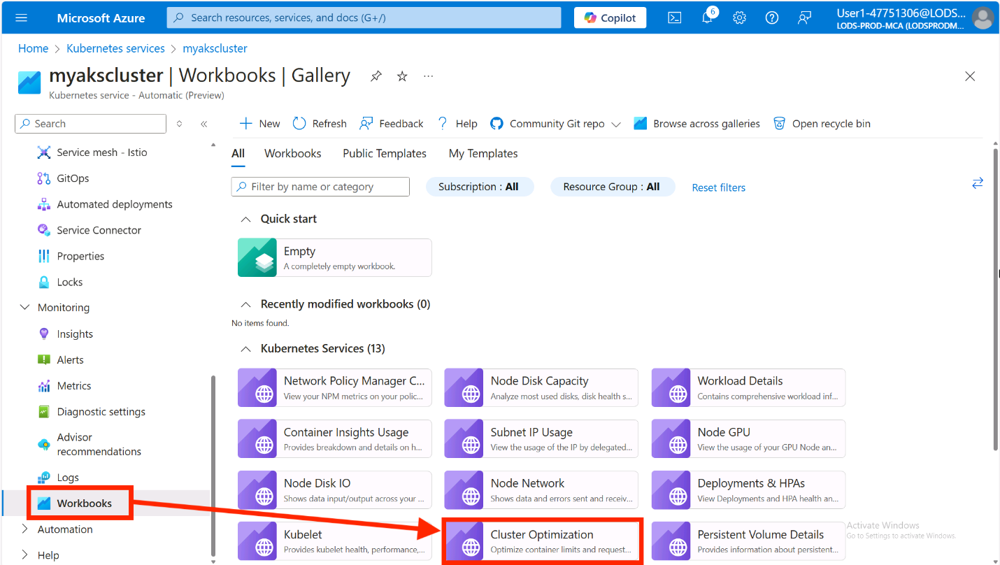 Microsoft Azure
Search resources, services, and docs (G+/)
Copilot
6
User1-47751306@LODS...
LODS-PROD-MCA (LODSPRODM...
Home > Kubernetes services > myakscluster
myakscluster | Workbooks | Gallery
Kubernetes service - Automatic (Preview)
Search
New Refresh Feedback Help Community Git repo Browse across galleries Open recycle bin
Service mesh - Istio
GitOps
Automated deployments
Service Connector
Properties
Locks
Monitoring
Insights
Alerts
Metrics
Diagnostic settings
Advisor
recommendations
Logs
Workbooks
Automation
Help
All Workbooks Public Templates My Templates
Filter by name or category
Subscription : All
Resource Group : All
Reset filters
Quick start
Empty
A completely empty workbook.
Recently modified workbooks (0)
No items found.
Kubernetes Services (13)
Network Policy Manager C...
View your NPM metrics on your polic...
Node Disk Capacity
Analyze most used disks, disk health s...
Workload Details
Contains comprehensive workload inf...
Container Insights Usage
Provides breakdown and details on h...
Subnet IP Usage
View the usage of the IP by delegated...
Node GPU
View the usage of your GPU Node an...
Node Disk IO
Shows data input/output across your ...
Node Network
Shows data and errors sent and receiv...
Deployments & HPAs
View Deployments and HPA health an...
Kubelet
Provides kubelet health, performance,...
Cluster Optimization
Optimize container limits and request...
Persistent Volume Details
Provides information about persistent...
Activate Windows
Go to Settings to activate Windows.